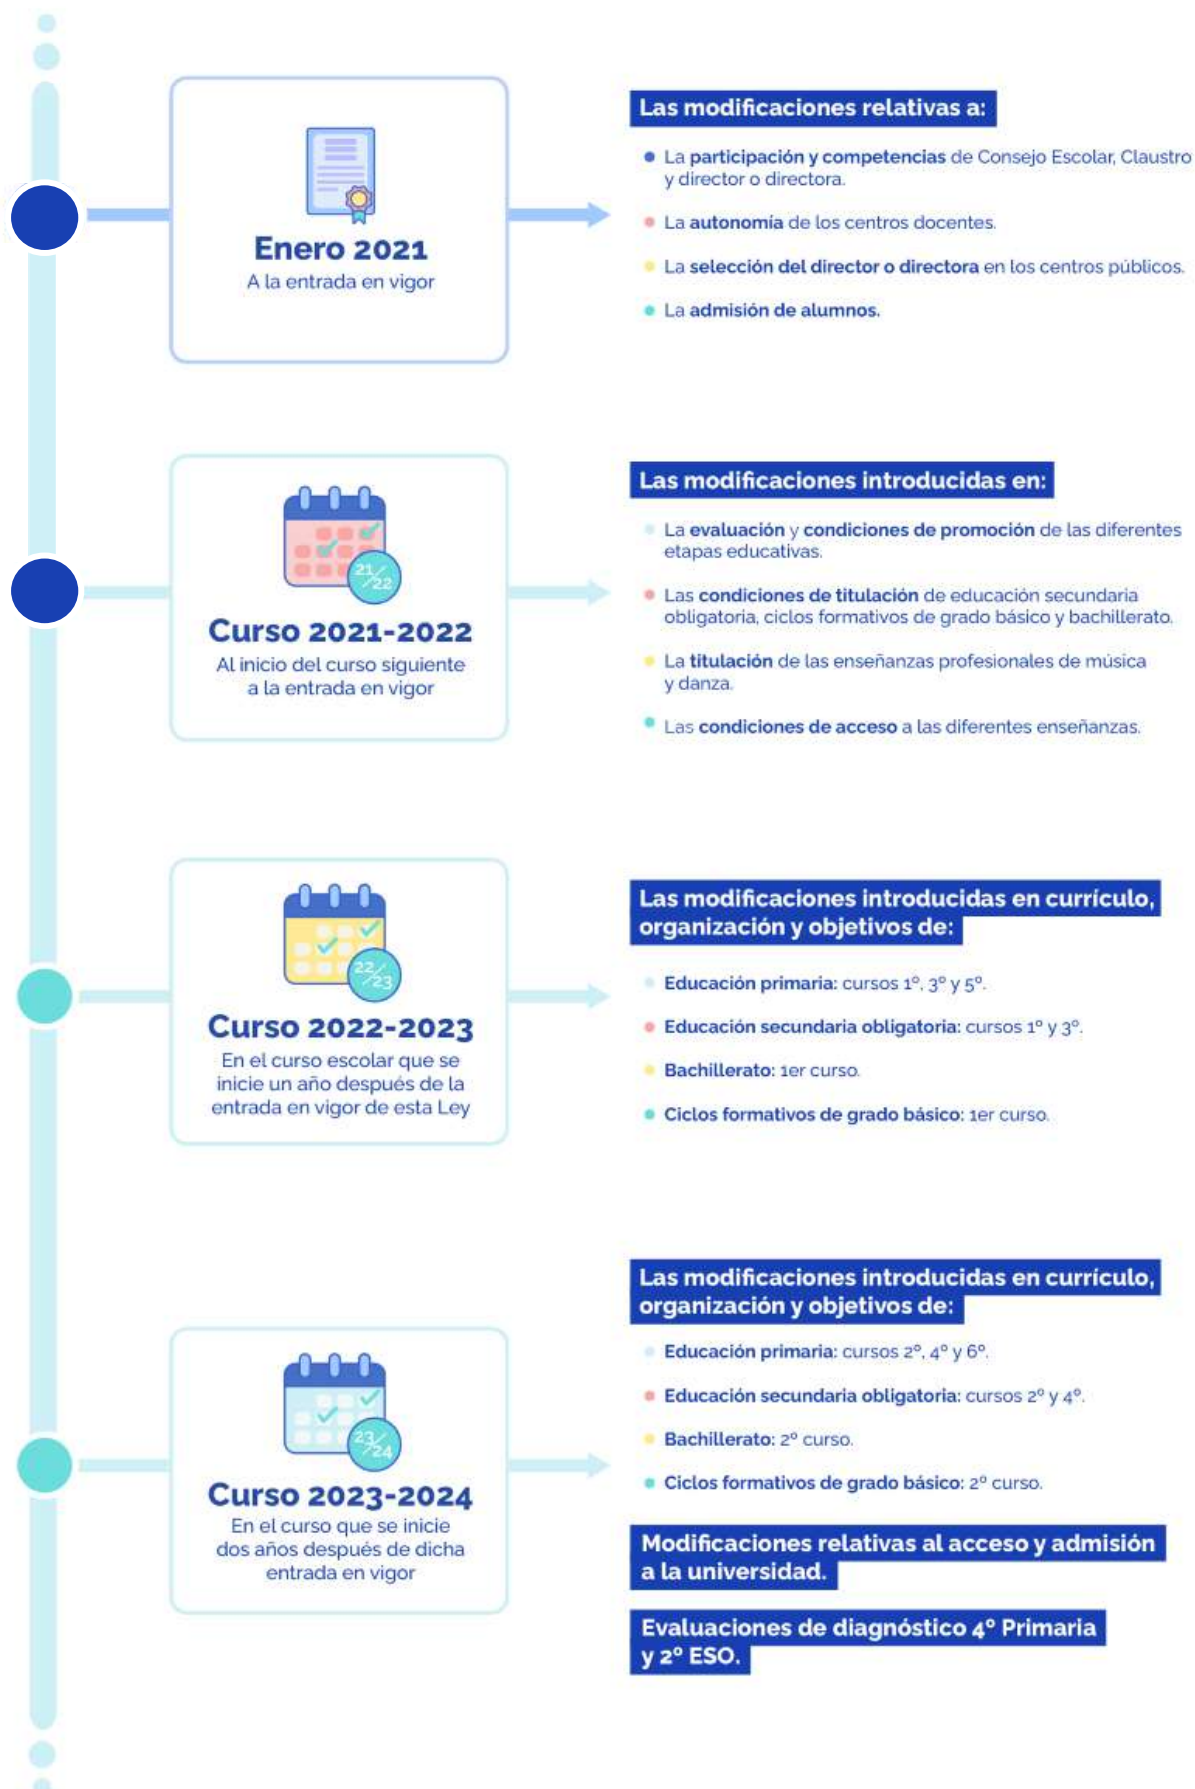 Enero 2021
A la entrada en vigor
Las modificaciones relativas a:
La participación y competencias de Consejo Escolar, Claustro
y director o directora.
La autonomía de los centros docentes.
La selección del director o directora en los centros públicos.
La admisión de alumnos.
21/22
Curso 2021-2022
Al inicio del curso siguiente
a la entrada en vigor
Las modificaciones introducidas en:
La evaluación y condiciones de promoción de las diferentes
etapas educativas.
Las condiciones de titulación de educación secundaria
obligatoria, ciclos formativos de grado básico y bachillerato.
La titulación de las enseñanzas profesionales de música
y danza.
Las condiciones de acceso a las diferentes enseñanzas.
22/23
Curso 2022-2023
En el curso escolar que se
inicie un año después de la
entrada en vigor de esta Ley
Las modificaciones introducidas en currículo,
organización y objetivos de:
Educación primaria: cursos 1º, 3º y 5º.
Educación secundaria obligatoria: cursos 1º y 3º.
Bachillerato: 1er curso.
Ciclos formativos de grado básico: 1er curso.
23/24
Curso 2023-2024
En el curso que se inicie
dos años después de dicha
entrada en vigor
Las modificaciones introducidas en currículo,
organización y objetivos de:
Educación primaria: cursos 2º, 4º y 6º.
Educación secundaria obligatoria: cursos 2º y 4º.
Bachillerato: 2º curso.
Ciclos formativos de grado básico: 2º curso.
Modificaciones relativas al acceso y admisión
a la universidad.
Evaluaciones de diagnóstico 4º Primaria
y 2º ESO.